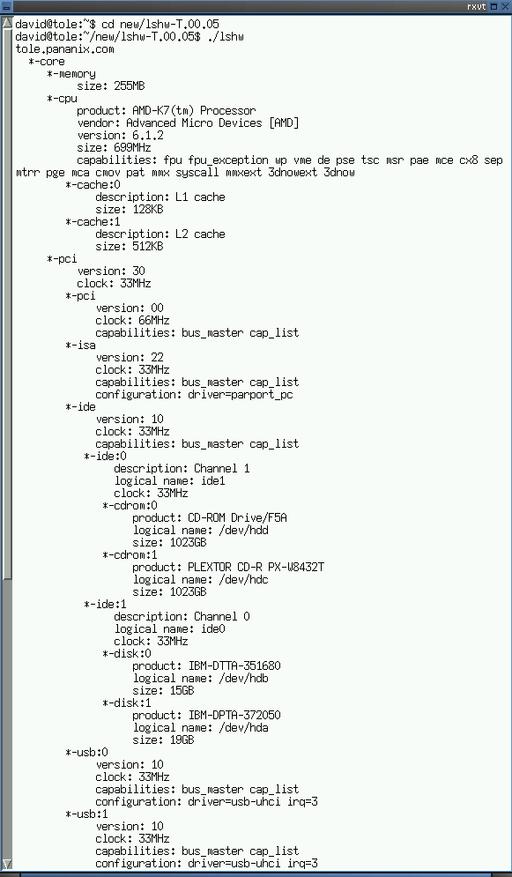 rxvt
david@tole:~$ cd new/lshw-T.00.05
david@tole:~/new/lshw-T.00.05$ ./lshw
tole.pananix.com
*-core
*-memory
size: 255MB
*-cpu
product: AMD-K7(tm) Processor
vendor: Advanced Micro Devices [AMD]
version: 6.1.2
size: 699MHz
capabilities: fpu fpu_exception wp vme de pse tsc msr pae mce cx8 sep
mtrr pge mca cmov pat mmx syscall mmxext 3dnowext 3dnow
*-cache:0
description: L1 cache
size: 128KB
*-cache:1
description: L2 cache
size: 512KB
*-pci
version: 30
clock: 33MHz
*-pci
version: 00
clock: 66MHz
capabilities: bus_master cap_list
*-isa
version: 22
clock: 33MHz
capabilities: bus_master cap_list
configuration: driver=parport_pc
*-ide
version: 10
clock: 33MHz
capabilities: bus_master cap_list
*-ide:0
description: Channel 1
logical name: ide1
clock: 33MHz
*-cdrom:0
product: CD-ROM Drive/F5A
logical name: /dev/hdd
size: 1023GB
*-cdrom:1
product: PLEXTOR CD-R PX-W8432T
logical name: /dev/hdc
size: 1023GB
*-ide:1
description: Channel 0
logical name: ide0
clock: 33MHz
*-disk:0
product: IBM-DTTA-351680
logical name: /dev/hdb
size: 15GB
*-disk:1
product: IBM-DPTA-372050
logical name: /dev/hda
size: 19GB
*-usb:0
version: 10
clock: 33MHz
capabilities: bus_master cap_list
configuration: driver=usb-uhci irq=3
*-usb:1
version: 10
clock: 33MHz
capabilities: bus_master cap_list
configuration: driver=usb-uhci irq=3